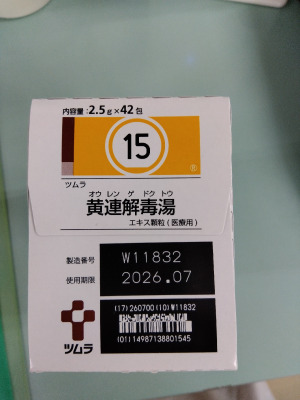 内容量:2.5g×42包
15
ツムラ
オウ レン ゲ ドク トウ
黄連解毒湯
エキス顆粒(医療用)
製造番号 W11832
使用期限 2026.07
(17)260700(10)W11832
(01)14987138801545
ツムラ